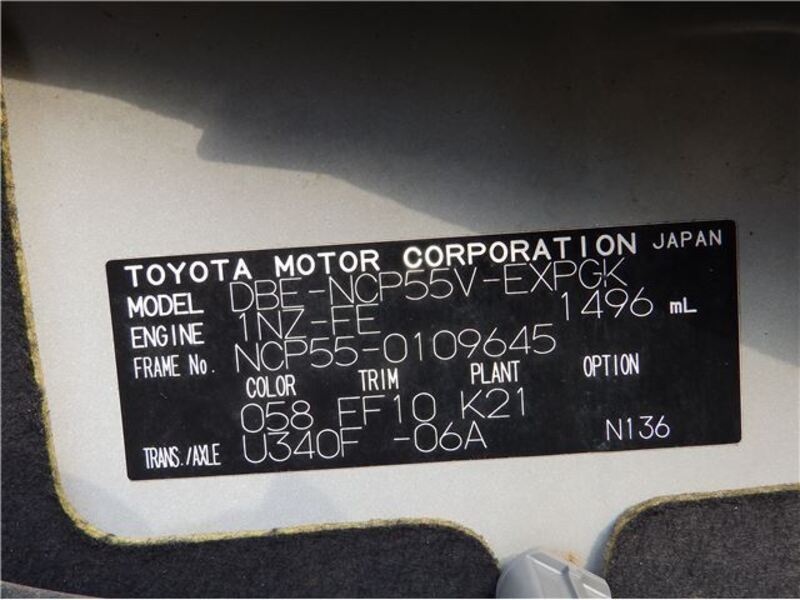 TOYOTA MOTOR CORPORATION JAPAN
MODEL DBE-NCP55V-EXPGK
ENGINE 1NZ-FE 1496 mL
FRAME No. NCP55-0109645
COLOR TRIM PLANT OPTION
058 EF10 K21
TRANS./AXLE U340F -06A N136